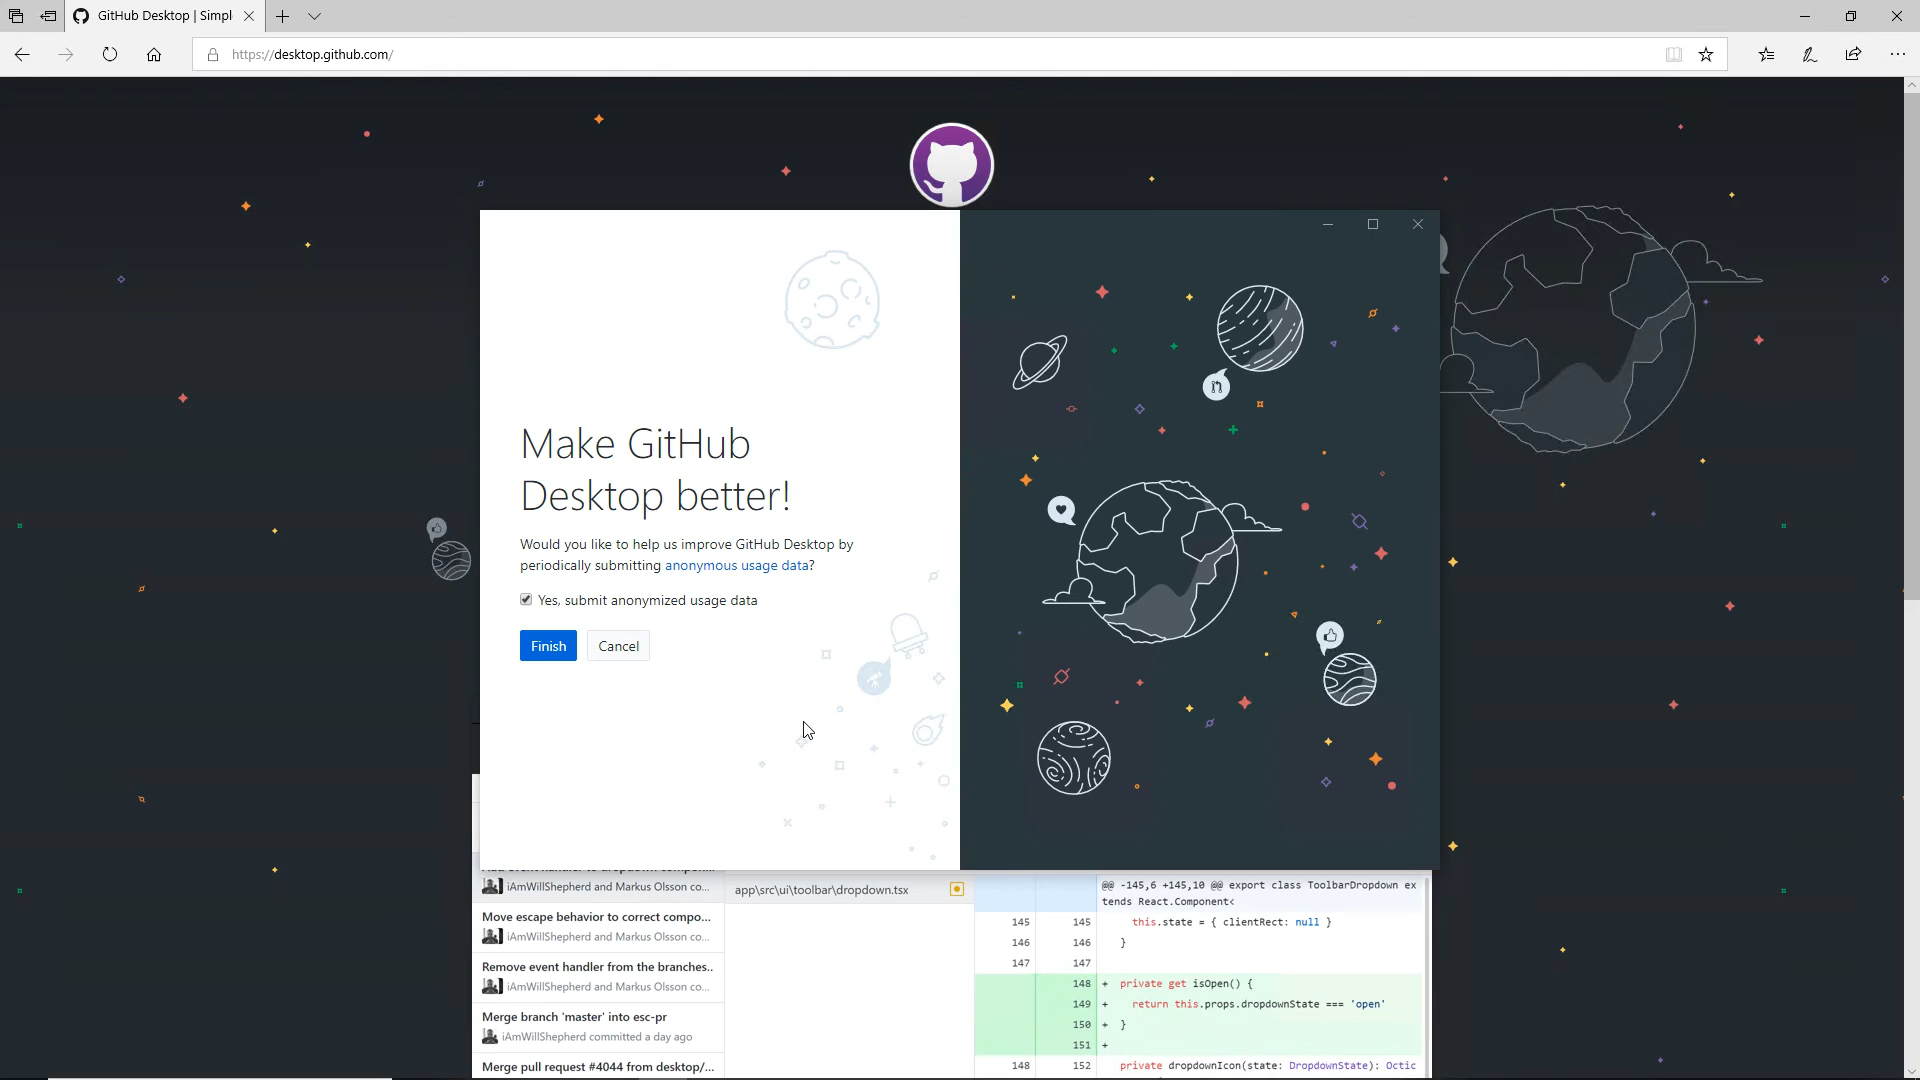 GitHub Desktop | Simpl
https://desktop.github.com/
Make GitHub
Desktop better!
Would you like to help us improve GitHub Desktop by
periodically submitting anonymous usage data?
Yes, submit anonymized usage data
Finish
Cancel
iAmWillShepherd and Markus Olsson co...
Move escape behavior to correct compo...
iAmWillShepherd and Markus Olsson co...
Remove event handler from the branches..
iAmWillShepherd and Markus Olsson co...
Merge branch 'master' into esc-pr
iAmWillShepherd committed a day ago
Merge pull request #4044 from desktop/...
app\src\ui\toolbar\dropdown.tsx
@@ -145,6 +145,10 @@ export class ToolbarDropdown ex
tends React.Component<
145 145 this.state = { clientRect: null }
146 146 }
147 147
148 + private get isOpen() {
149 + return this.props.dropdownState === 'open'
150 + }
151 +
148 152 private dropdownIcon(state: DropdownState): Octic